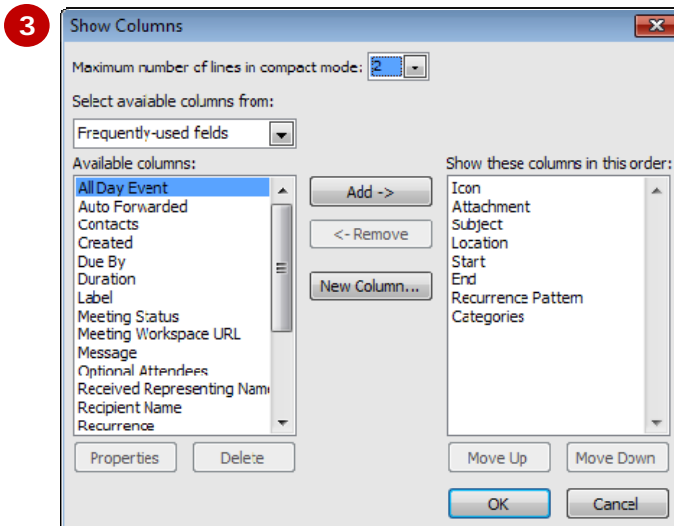 3
Show Columns
Maximum number of lines in compact mode: 2
Select available columns from:
Frequently-used fields
Available columns:
All Day Event
Auto Forwarded
Contacts
Created
Due By
Duration
Label
Meeting Status
Meeting Workspace URL
Message
Optional Attendees
Received Representing Nam
Recipient Name
Recurrence
Properties
Delete
Add ->
<- Remove
New Column...
Show these columns in this order:
Icon
Attachment
Subject
Location
Start
End
Recurrence Pattem
Categories
Move Up
Move Down
OK
Cancel